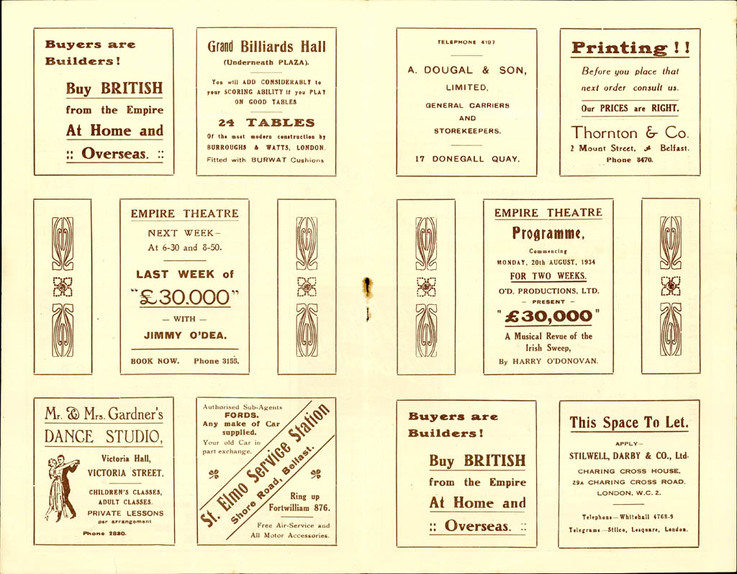 Buyers are
Builders!
Buy BRITISH
from the Empire
At Home and
:: Overseas. ::
Grand Billiards Hall
(Underneath PLAZA).
You will ADD CONSIDERABLY to
your SCORING ABILITY if you PLAY
ON GOOD TABLES
24 TABLES
Of the most modern construction by
BURROUGHS & WATTS, LONDON.
Fitted with BURWAT Cushions
EMPIRE THEATRE
NEXT WEEK—
At 6-30 and 8-50.
LAST WEEK of
"£30.000"
— WITH —
JIMMY O'DEA.
BOOK NOW. Phone 3155.
Mr. & Mrs. Gardner's
DANCE STUDIO,
Victoria Hall,
VICTORIA STREET.
CHILDREN'S CLASSES,
ADULT CLASSES.
PRIVATE LESSONS
per arrangement
Phone 2880.
Authorised Sub-Agents
FORDS.
Any make of Car
supplied.
Your old Car in
part exchange.
St. Elmo Service Station
Shore Road, Belfast.
Ring up
Fortwilliam 876.
Free Air-Service and
All Motor Accessories.
TELEPHONE 4107
A. DOUGAL & SON,
LIMITED,
GENERAL CARRIERS
AND
STOREKEEPERS.
17 DONEGALL QUAY.
Printing !!
Before you place that
next order consult us.
Our PRICES are RIGHT.
Thornton & Co.
2 Mount Street, Belfast.
Phone 3470.
EMPIRE THEATRE
Programme,
Commencing
MONDAY, 20th AUGUST, 1934
FOR TWO WEEKS.
O'D. PRODUCTIONS, LTD.
— PRESENT —
"£30,000"
A Musical Revue of the
Irish Sweep,
By HARRY O'DONOVAN.
Buyers are
Builders!
Buy BRITISH
from the Empire
At Home and
:: Overseas. ::
This Space To Let.
APPLY—
STILWELL, DARBY & CO., Ltd.
CHARING CROSS HOUSE,
29A CHARING CROSS ROAD,
LONDON, W.C. 2.
Telephone—Whitehall 4768-9
Telegrams—Stilco, Lesquare, London.